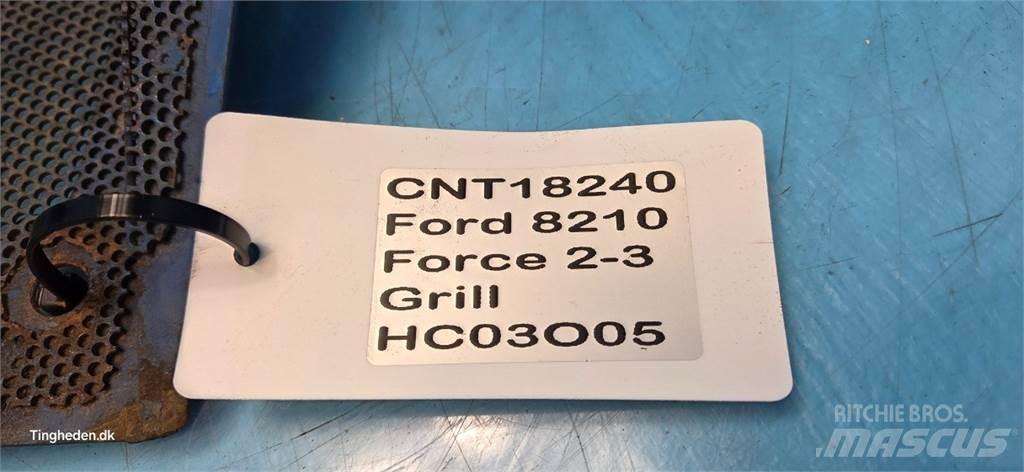 CNT18240
Ford 8210
Force 2-3
Grill
HC03O05
Tingheden.dk
RITCHIE BROS.
MASCUS